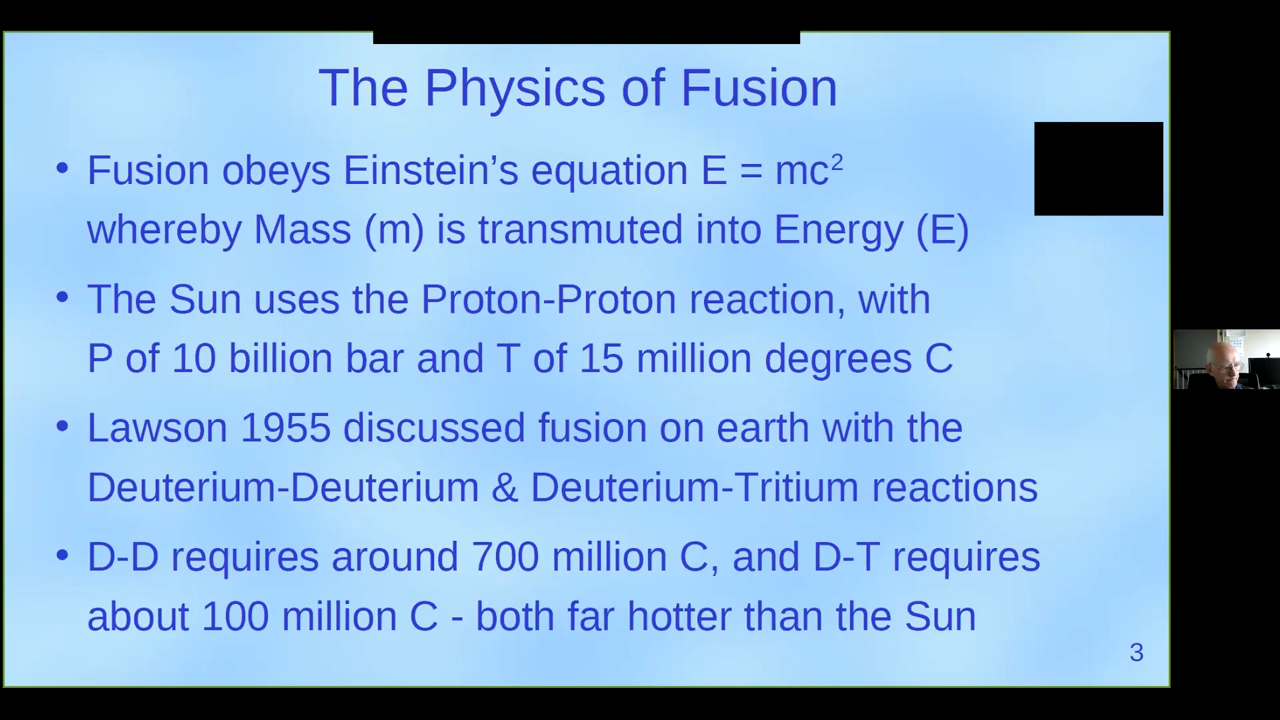 The Physics of Fusion
• Fusion obeys Einstein’s equation E = mc²
whereby Mass (m) is transmuted into Energy (E)
• The Sun uses the Proton-Proton reaction, with
P of 10 billion bar and T of 15 million degrees C
• Lawson 1955 discussed fusion on earth with the
Deuterium-Deuterium & Deuterium-Tritium reactions
• D-D requires around 700 million C, and D-T requires
about 100 million C - both far hotter than the Sun
3